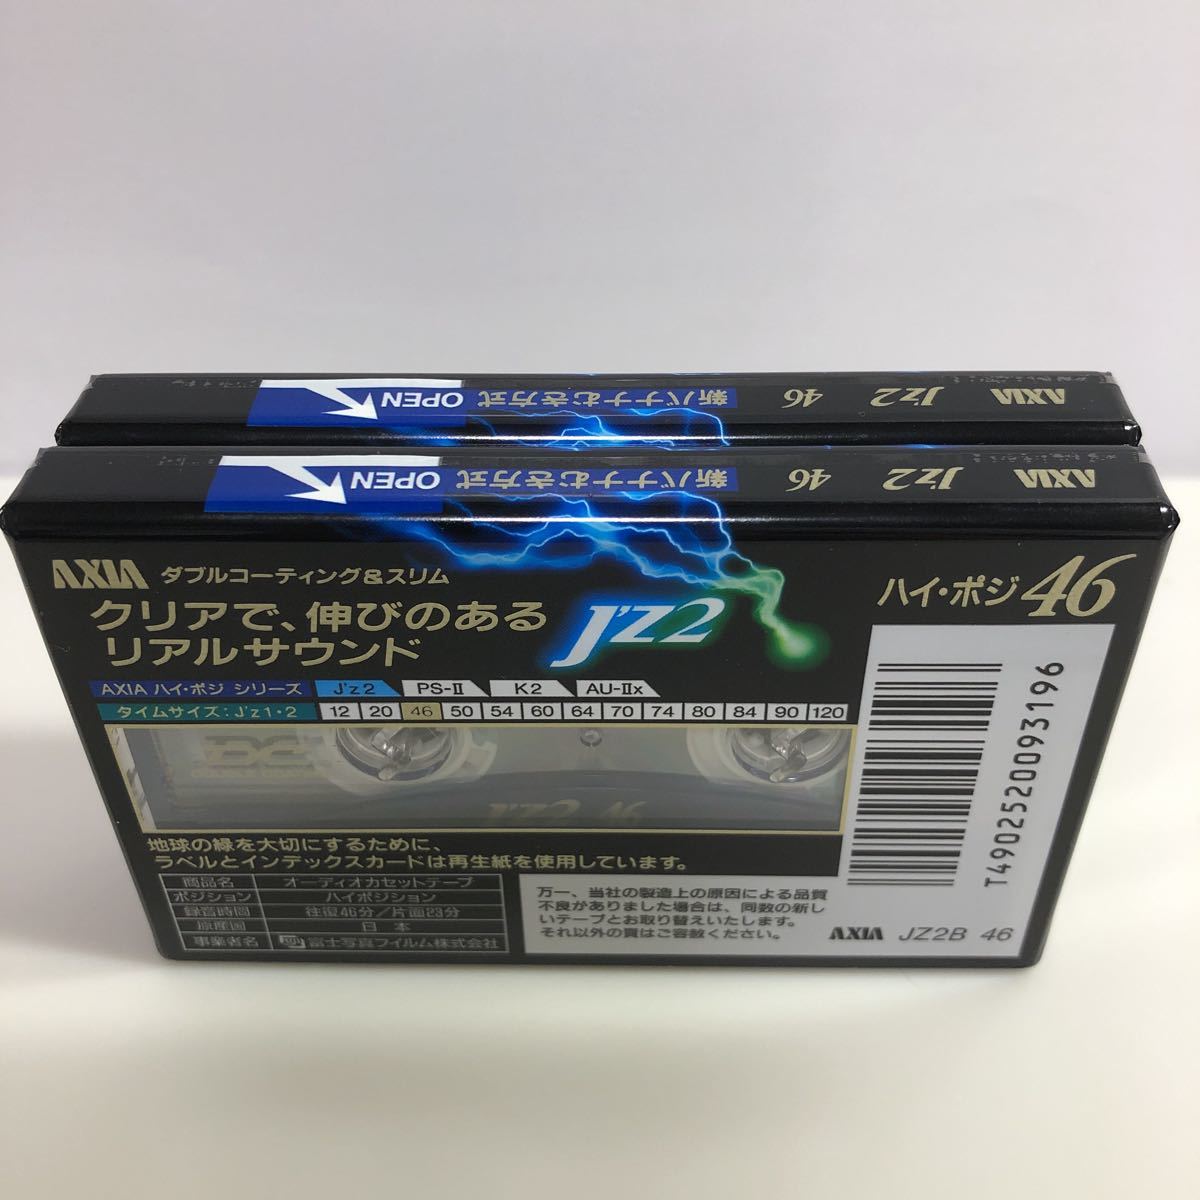 AXIA J'z2 46 新バナナむき方式 OPEN
AXIA J'z2 46 新バナナむき方式 OPEN
AXIA ダブルコーティング&スリム
クリアで、伸びのある
リアルサウンド
J'z2
ハイ・ポジ46
AXIA ハイ・ポジ シリーズ J'z2 PS-II K2 AU-IIx
タイムサイズ:J'z1・2 12 20 46 50 54 60 64 70 74 80 84 90 120
J'z2 46
地球の緑を大切にするために、
ラベルとインデックスカードは再生紙を使用しています。
商品名 オーディオカセットテープ
ポジション ハイポジション
録音時間 往復46分/片面23分
原産国 日本
事業者名 富士写真フイルム株式会社
万一、当社の製造上の原因による品質
不良がありました場合は、同数の新し
いテープとお取り替えいたします。
それ以外の責はご容赦ください。
T4902520093196
AXIA JZ2B 46